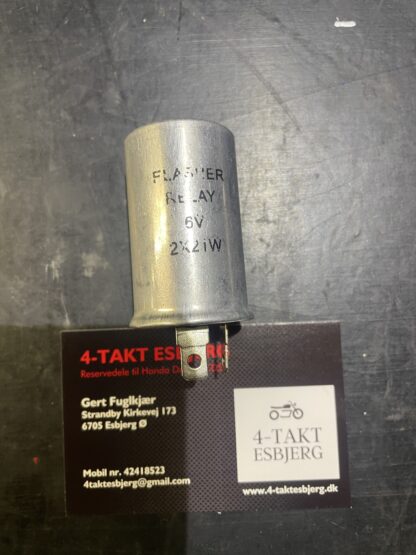 FLASHER
RELAY
6V
2X21W
4-TAKT ESBJERG
Reservedele til Honda
Gert Fuglkjær
Strandby Kirkevej 173
6705 Esbjerg Ø
Mobil nr. 42418523
4taktesbjerg@gmail.com
4-TAKT
ESBJERG
www.4-taktesbjerg.dk